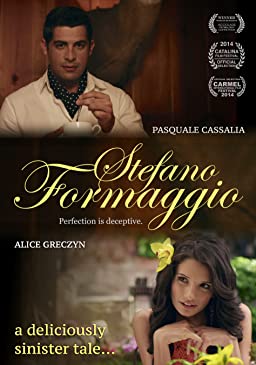 WINNER
2014
CATALINA
FILM FESTIVAL
OFFICIAL
SELECTION
CARMEL
FESTIVAL
2014
PASQUALE CASSALIA
Stefano
Formaggio
Perfection is deceptive.
ALICE GRECZYN
a deliciously
sinister tale...